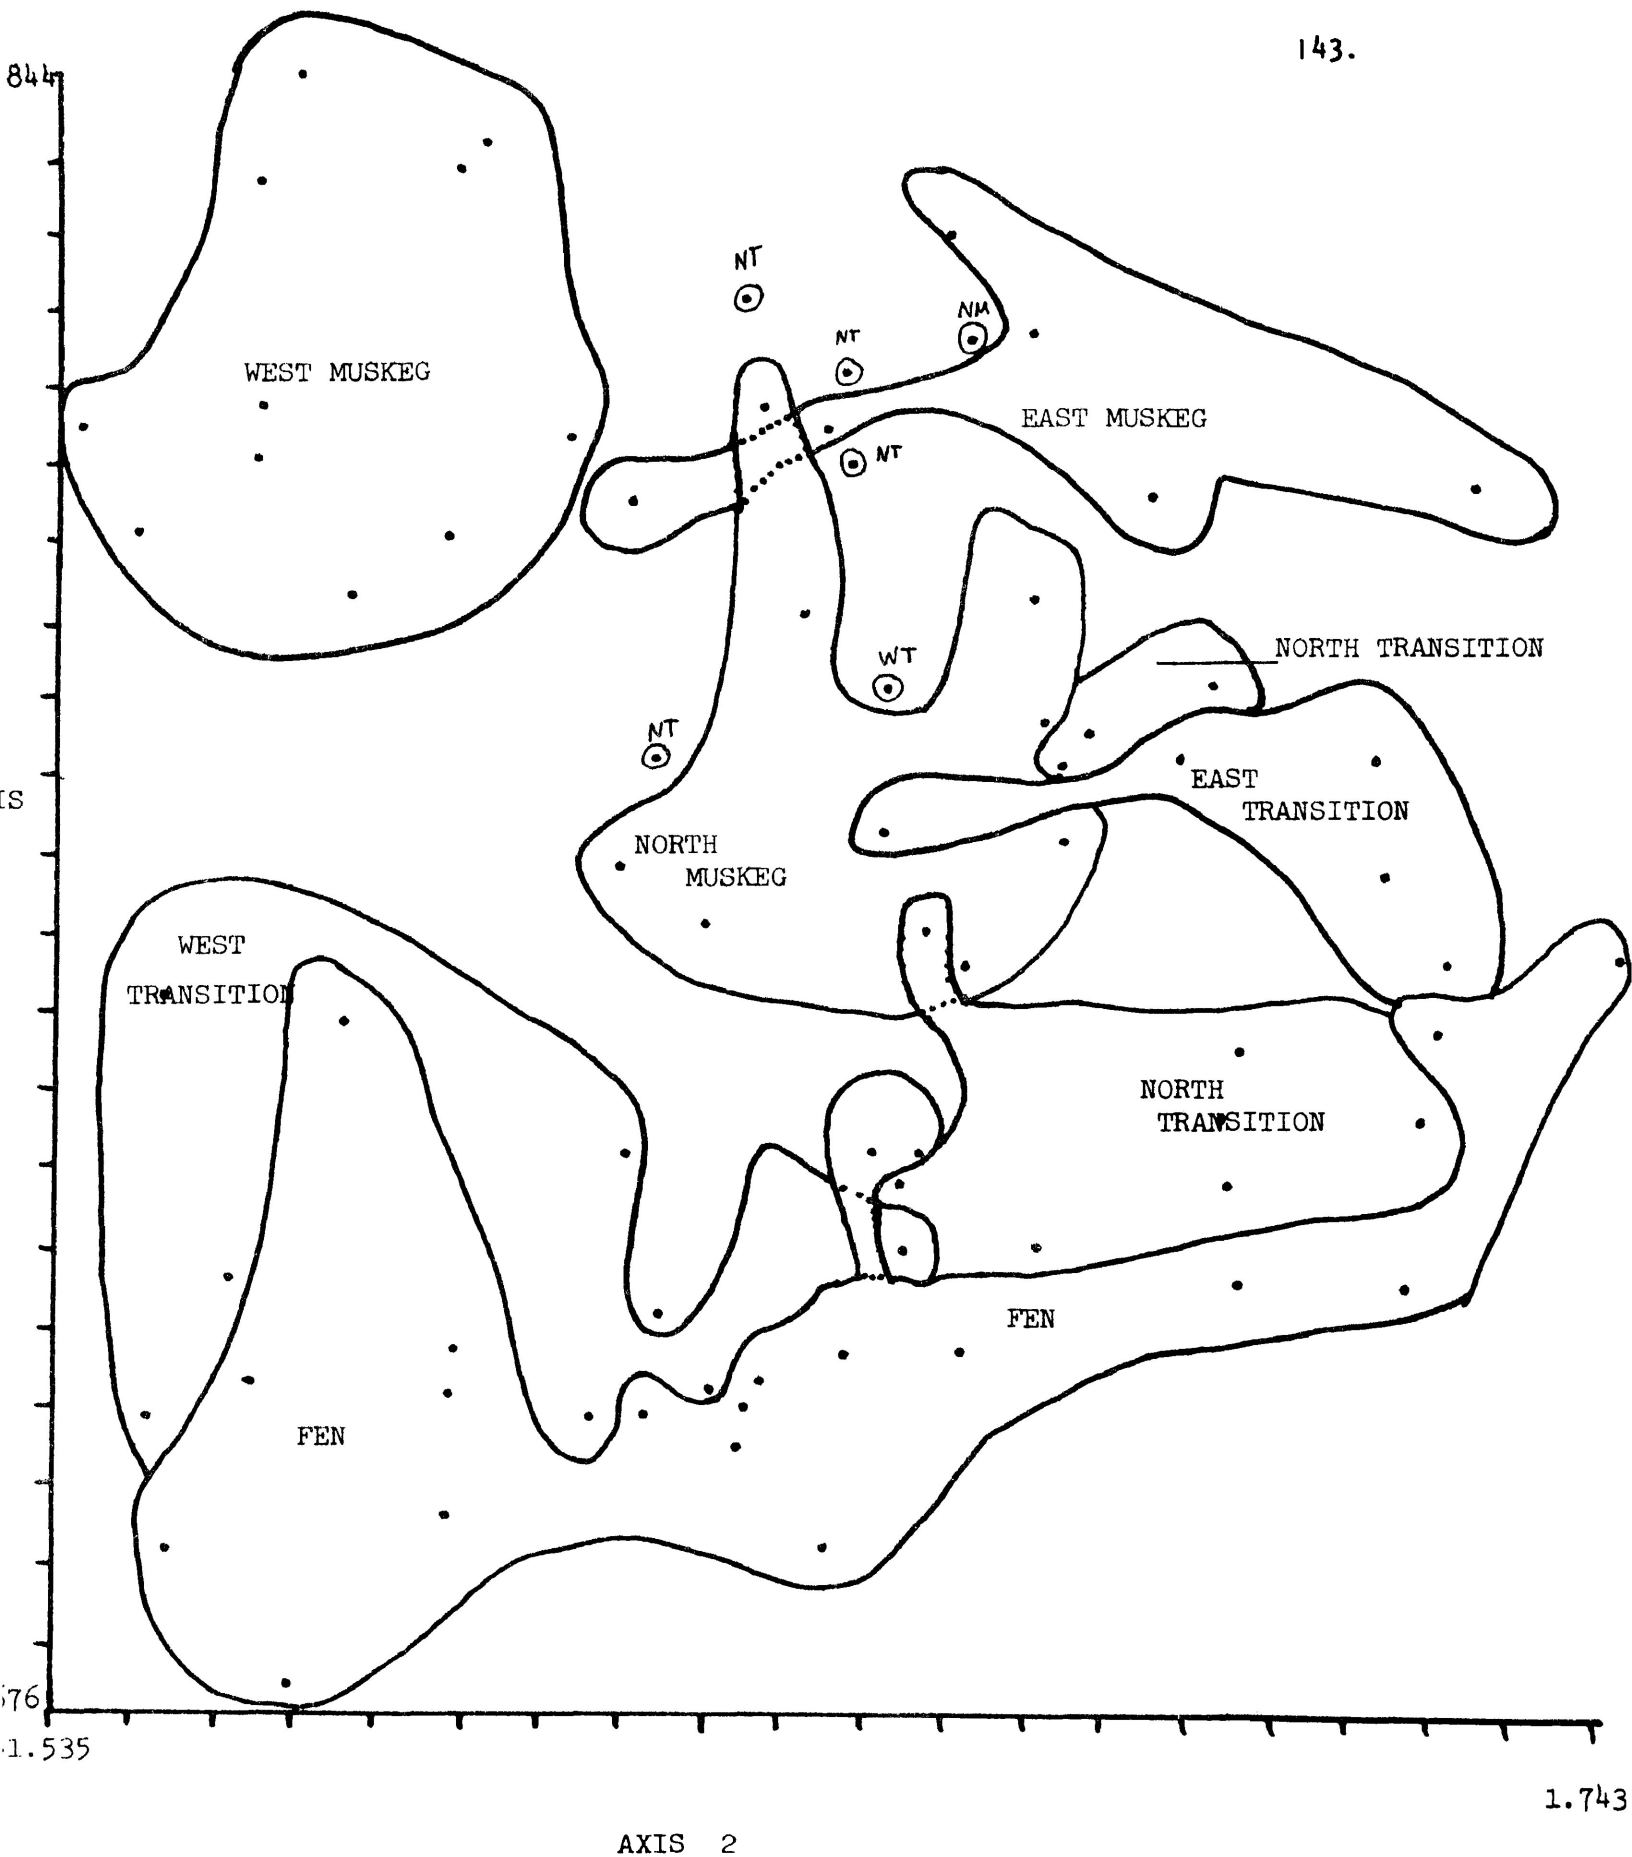 143.
844
NT
NM
NT
WEST MUSKEG
EAST MUSKEG
NT
NORTH TRANSITION
WT
NT
EAST
TRANSITION
IS
NORTH
MUSKEG
WEST
TRANSITION
NORTH
TRANSITION
FEN
FEN
576
1.535
1.743
AXIS 2